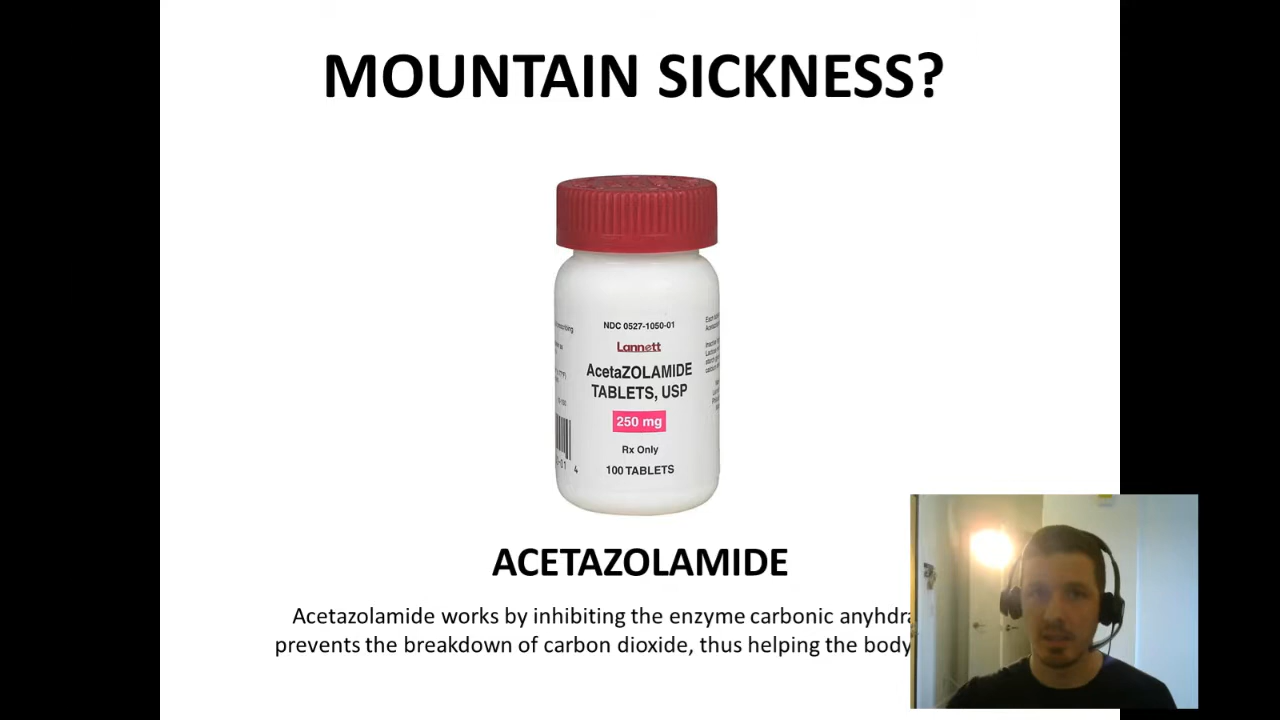 MOUNTAIN SICKNESS?
NDC 0527-1050-01
Lannett
AcetaZOLAMIDE
TABLETS, USP
250 mg
Rx Only
100 TABLETS
4
ACETAZOLAMIDE
Acetazolamide works by inhibiting the enzyme carbonic anyhdra
prevents the breakdown of carbon dioxide, thus helping the body